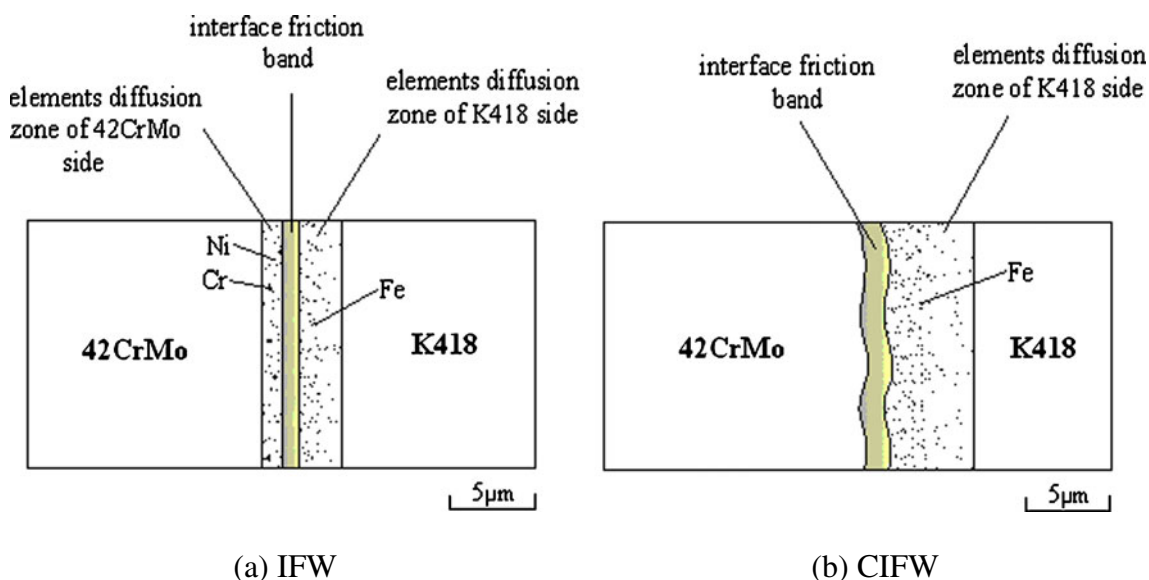 interface friction
band
elements diffusion
zone of 42CrMo
side
elements diffusion
zone of K418 side
Ni
Cr
Fe
42CrMo
K418
5μm
(a) IFW
interface friction
band
elements diffusion
zone of K418 side
Fe
42CrMo
K418
5μm
(b) CIFW